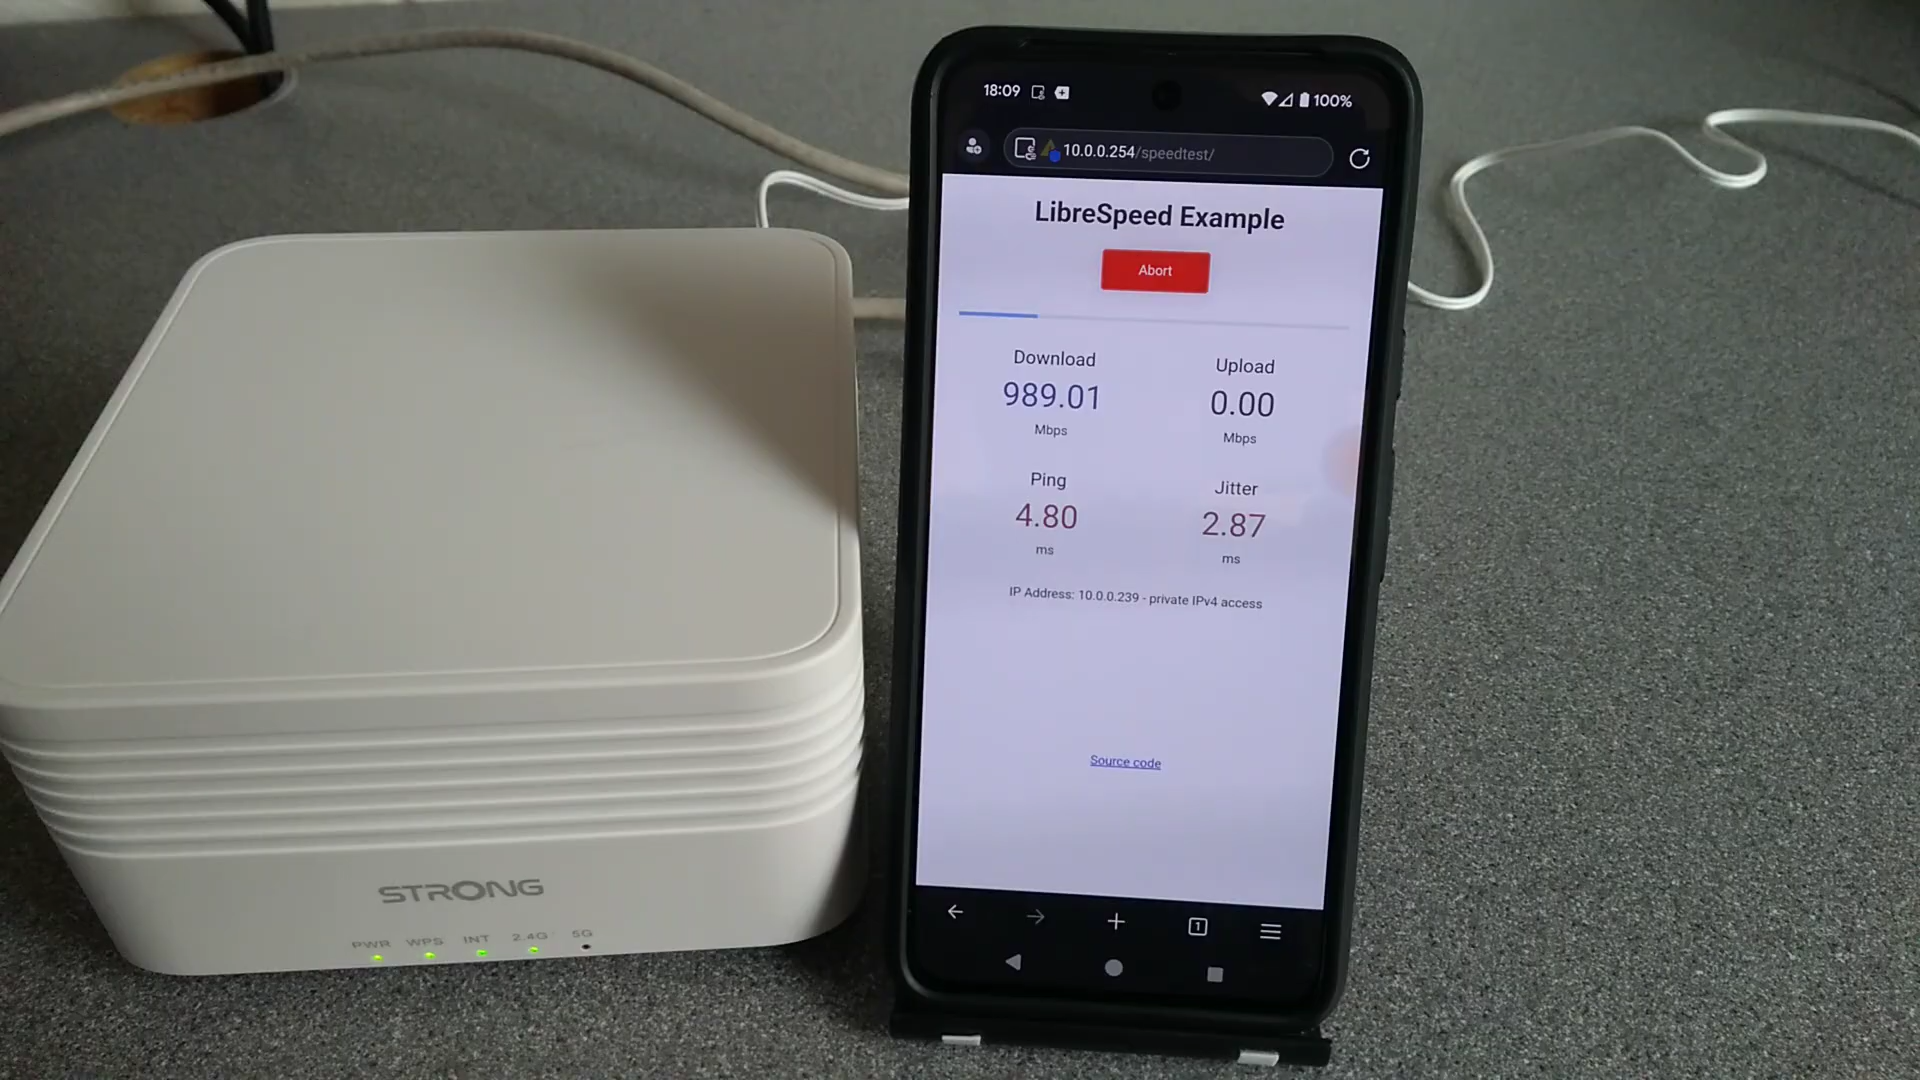 18:09
100%
10.0.0.254/speedtest/
LibreSpeed Example
Abort
Download
Upload
989.01
0.00
Mbps
Mbps
Ping
Jitter
4.80
2.87
ms
ms
IP Address: 10.0.0.239 - private IPv4 access
Source code
1
STRONG
PWR WPS INT 2.4G 5G